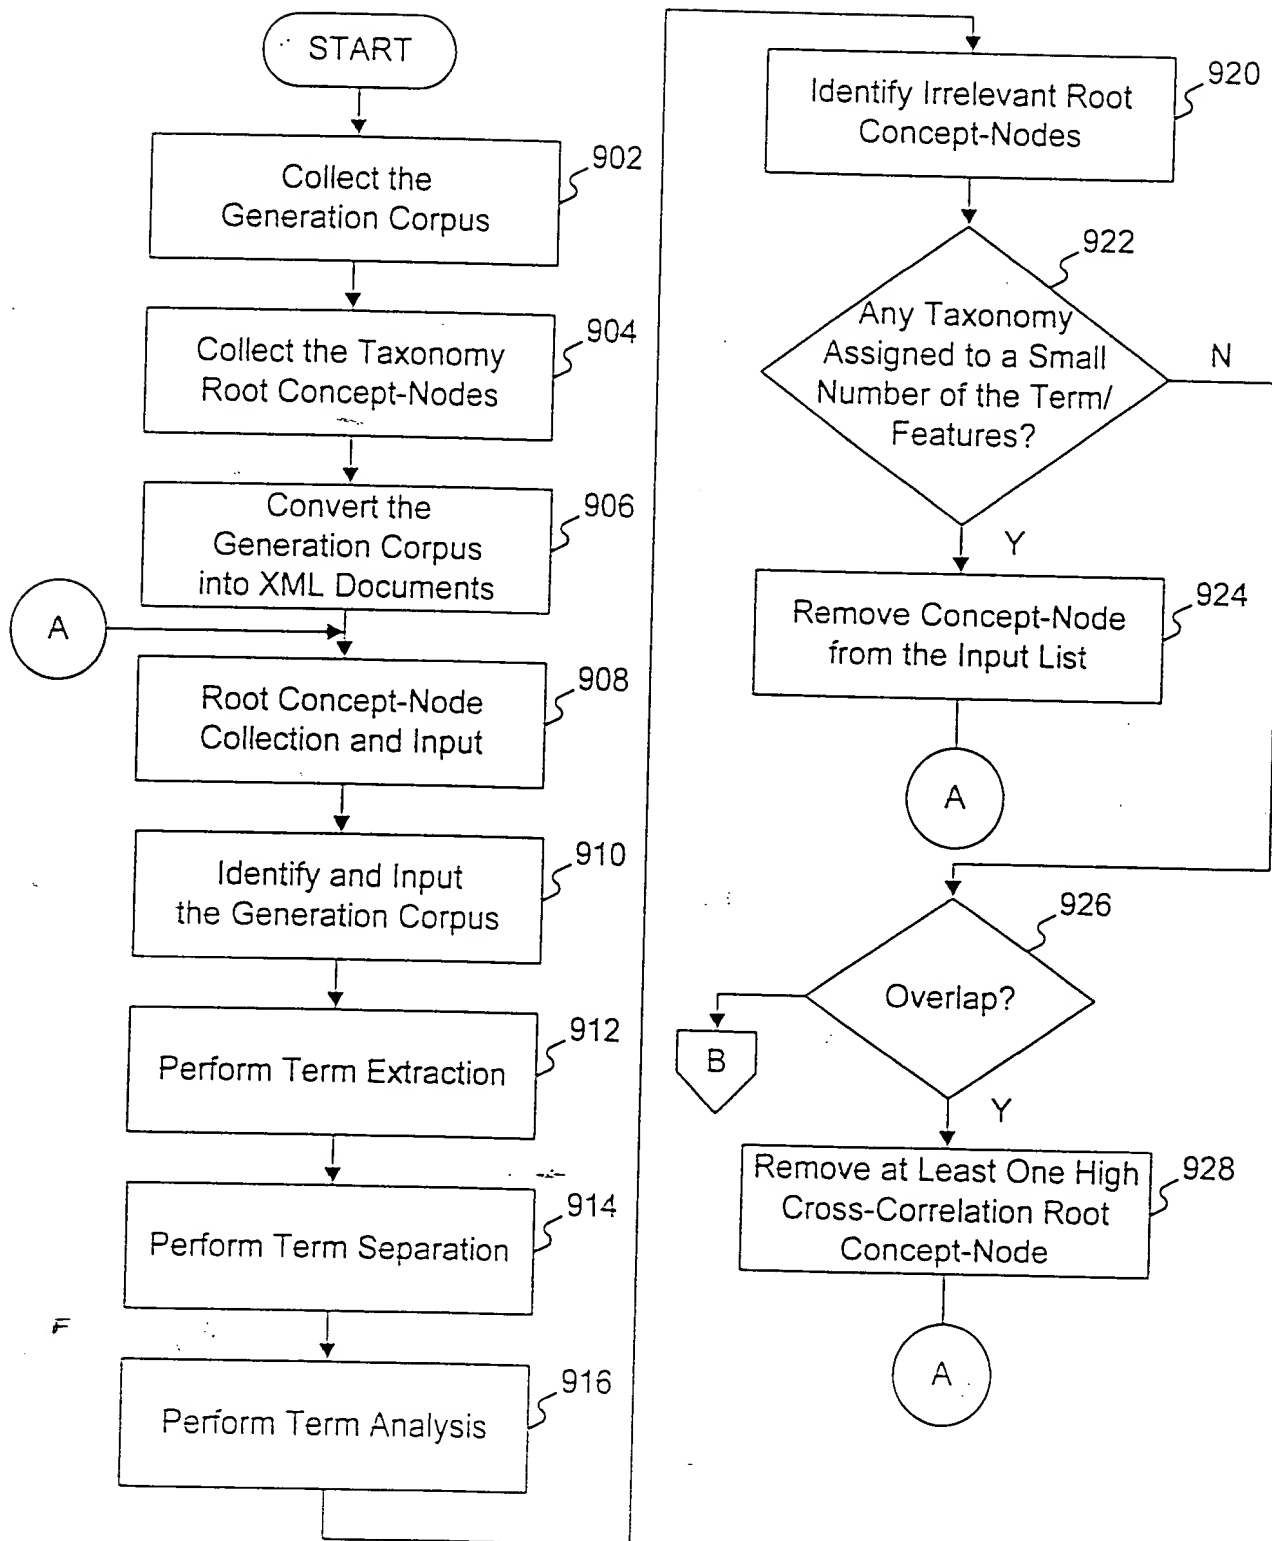 START
Collect the
Generation Corpus
902
Collect the Taxonomy
Root Concept-Nodes
904
Convert the
Generation Corpus
into XML Documents
906
A
Root Concept-Node
Collection and Input
908
Identify and Input
the Generation Corpus
910
Perform Term Extraction
912
Perform Term Separation
914
Perform Term Analysis
916
Identify Irrelevant Root
Concept-Nodes
920
Any Taxonomy
Assigned to a Small
Number of the Term/
Features?
922
N
Y
Remove Concept-Node
from the Input List
924
A
Overlap?
926
B
Y
Remove at Least One High
Cross-Correlation Root
Concept-Node
928
A